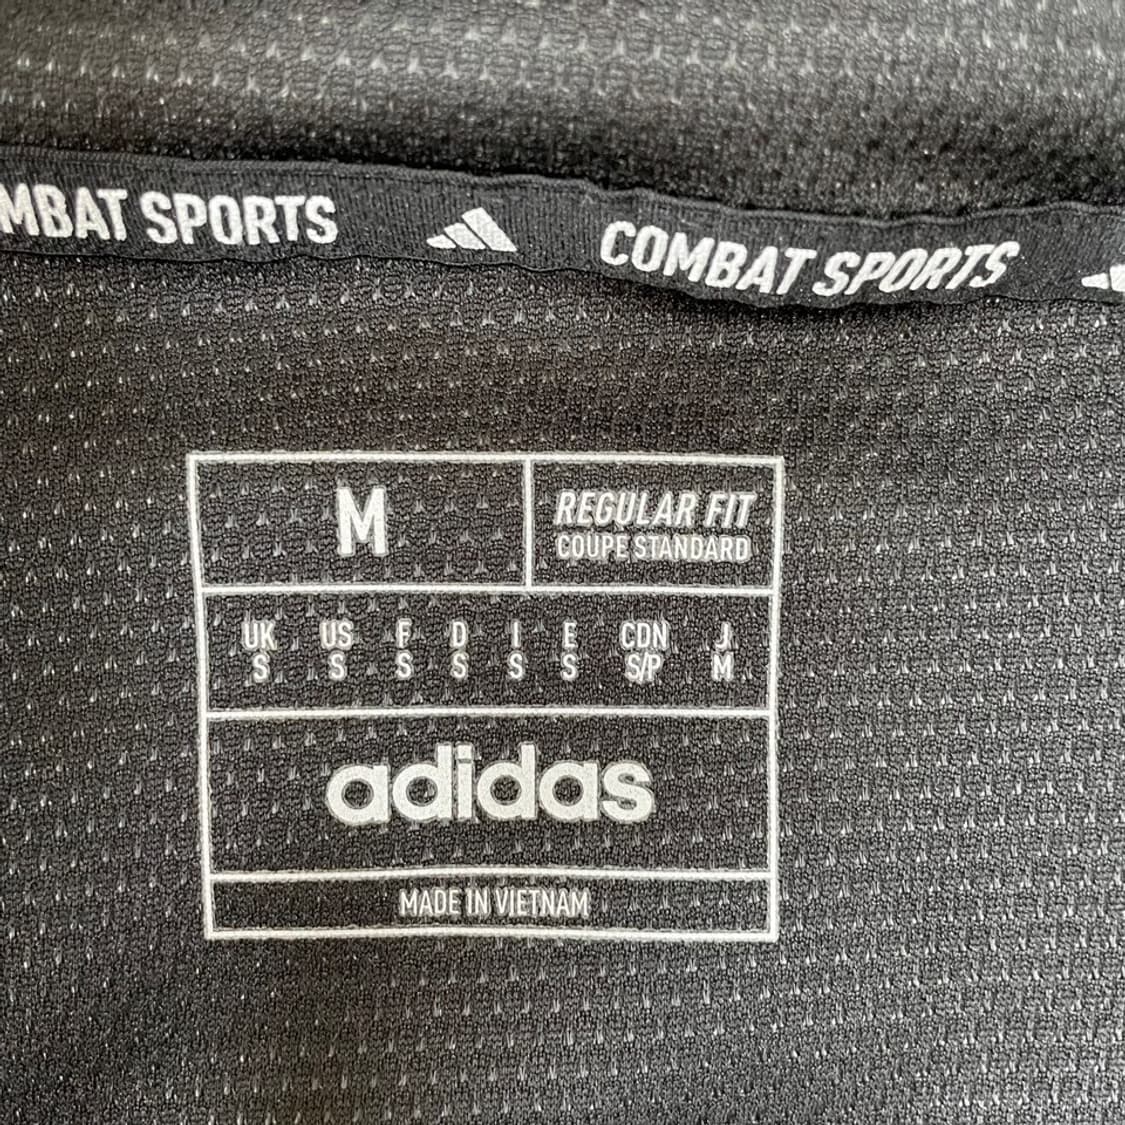 MBAT SPORTS COMBAT SPORTS
M
REGULAR FIT
COUPE STANDARD
UK US F D I E CDN J
S S S S S S S/P M
adidas
MADE IN VIETNAM